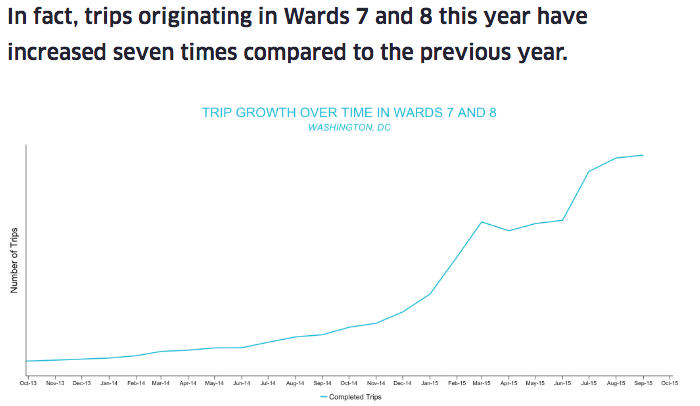 In fact, trips originating in Wards 7 and 8 this year have
increased seven times compared to the previous year.
TRIP GROWTH OVER TIME IN WARDS 7 AND 8
WASHINGTON, DC
Number of Trips
Oct-13 Nov-13 Dec-13 Jan-14 Feb-14 Mar-14 Apr-14 May-14 Jun-14 Jul-14 Aug-14 Sep-14 Oct-14 Nov-14 Dec-14 Jan-15 Feb-15 Mar-15 Apr-15 May-15 Jun-15 Jul-15 Aug-15 Sep-15 Oct-15
Completed Trips